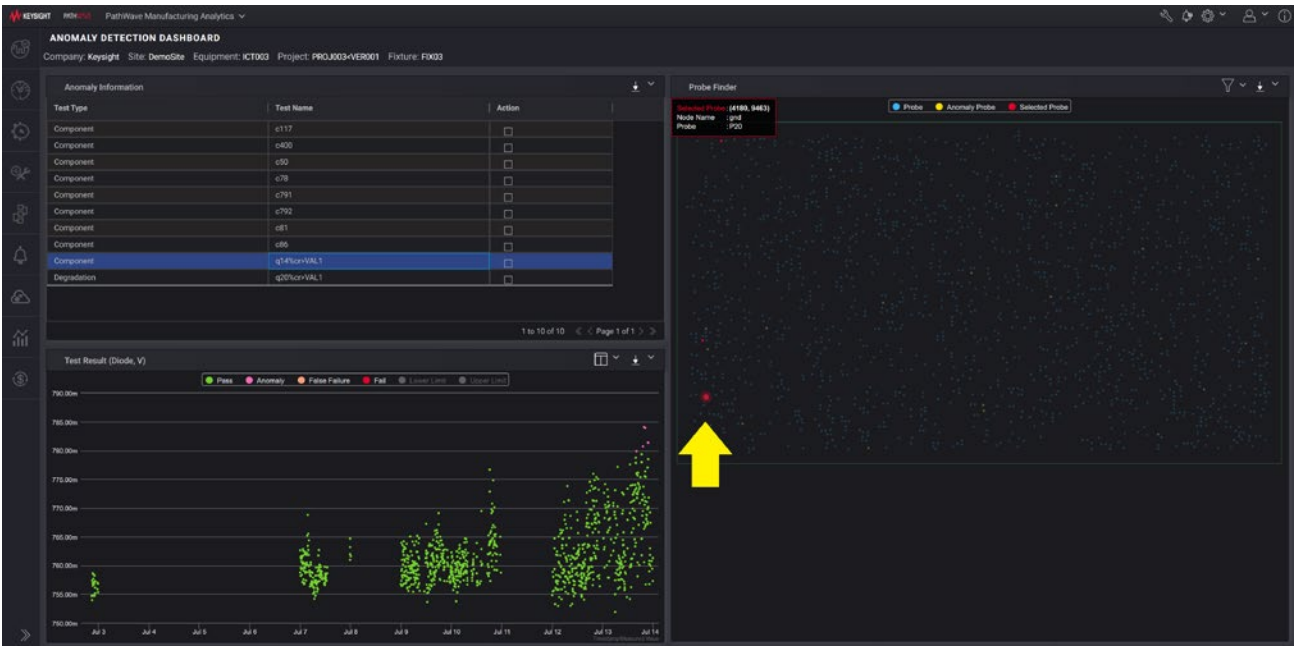 KEYSIGHT PATHWAVE PathWave Manufacturing Analytics
ANOMALY DETECTION DASHBOARD
Company: Keysight Site: DemoSite Equipment: ICT003 Project: PROJ003<VER001 Fixture: FIX03
Anomaly Information
Test Type Test Name Action
Component c117
Component c400
Component c50
Component c78
Component c791
Component c792
Component c81
Component c86
Component q14%cr>VAL1
Degradation q20%cr>VAL1
1 to 10 of 10 Page 1 of 1
Test Result (Diode, V)
Pass Anomaly False Failure Fail Lower Limit Upper Limit
790.00m
785.00m
780.00m
775.00m
770.00m
765.00m
760.00m
755.00m
750.00m
Jul 3 Jul 4 Jul 5 Jul 6 Jul 7 Jul 8 Jul 9 Jul 10 Jul 11 Jul 12 Jul 13 Jul 14
Probe Finder
Selected Probe: (4180, 9463)
Node Name : gnd
Probe : P20
Probe Anomaly Probe Selected Probe